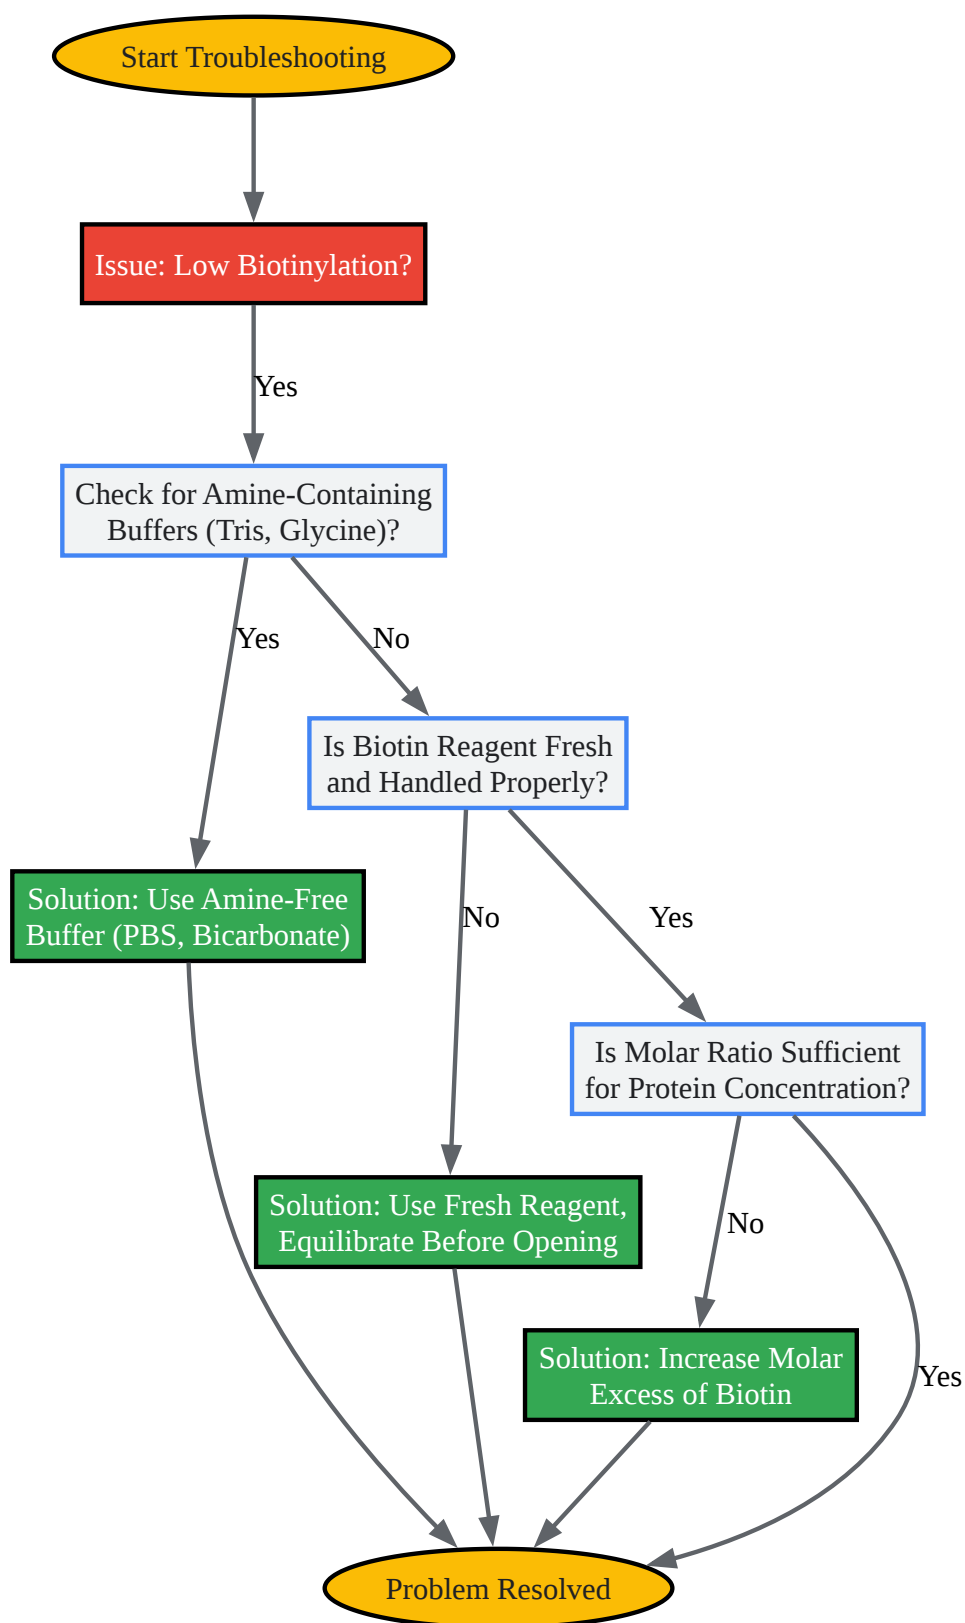 Start Troubleshooting
Issue: Low Biotinylation?
Yes
Check for Amine-Containing
Buffers (Tris, Glycine)?
Yes
No
Is Biotin Reagent Fresh
and Handled Properly?
Solution: Use Amine-Free
Buffer (PBS, Bicarbonate)
No
Yes
Is Molar Ratio Sufficient
for Protein Concentration?
Solution: Use Fresh Reagent,
Equilibrate Before Opening
No
Solution: Increase Molar
Excess of Biotin
Yes
Problem Resolved